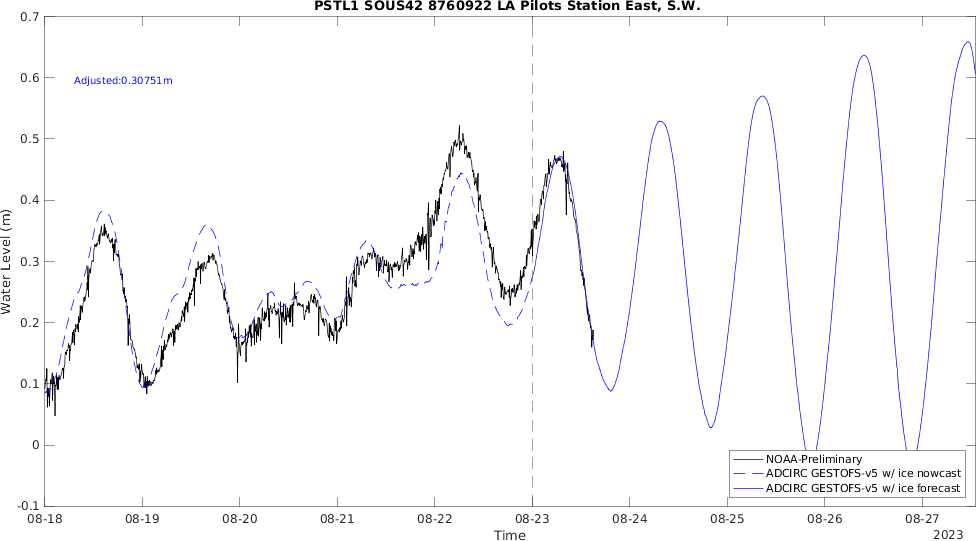 PSTL1 SOUS42 8760922 LA Pilots Station East, S.W.
0.7
0.6
0.5
0.4
0.3
0.2
0.1
0
-0.1
Water Level (m)
Adjusted:0.30751m
NOAA-Preliminary
ADCIRC GESTOFS-v5 w/ ice nowcast
ADCIRC GESTOFS-v5 w/ ice forecast
08-18 08-19 08-20 08-21 08-22 08-23 08-24 08-25 08-26 08-27
Time
2023